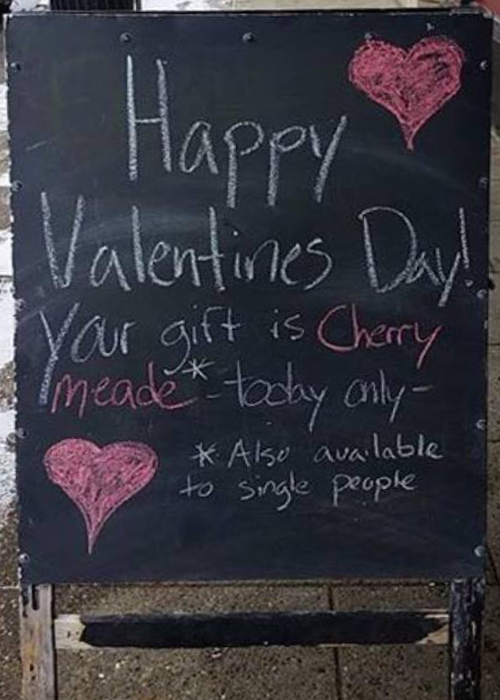 Happy
Valentines Day!
Your gift is Cherry
meade* -today only-
* Also available
to single people